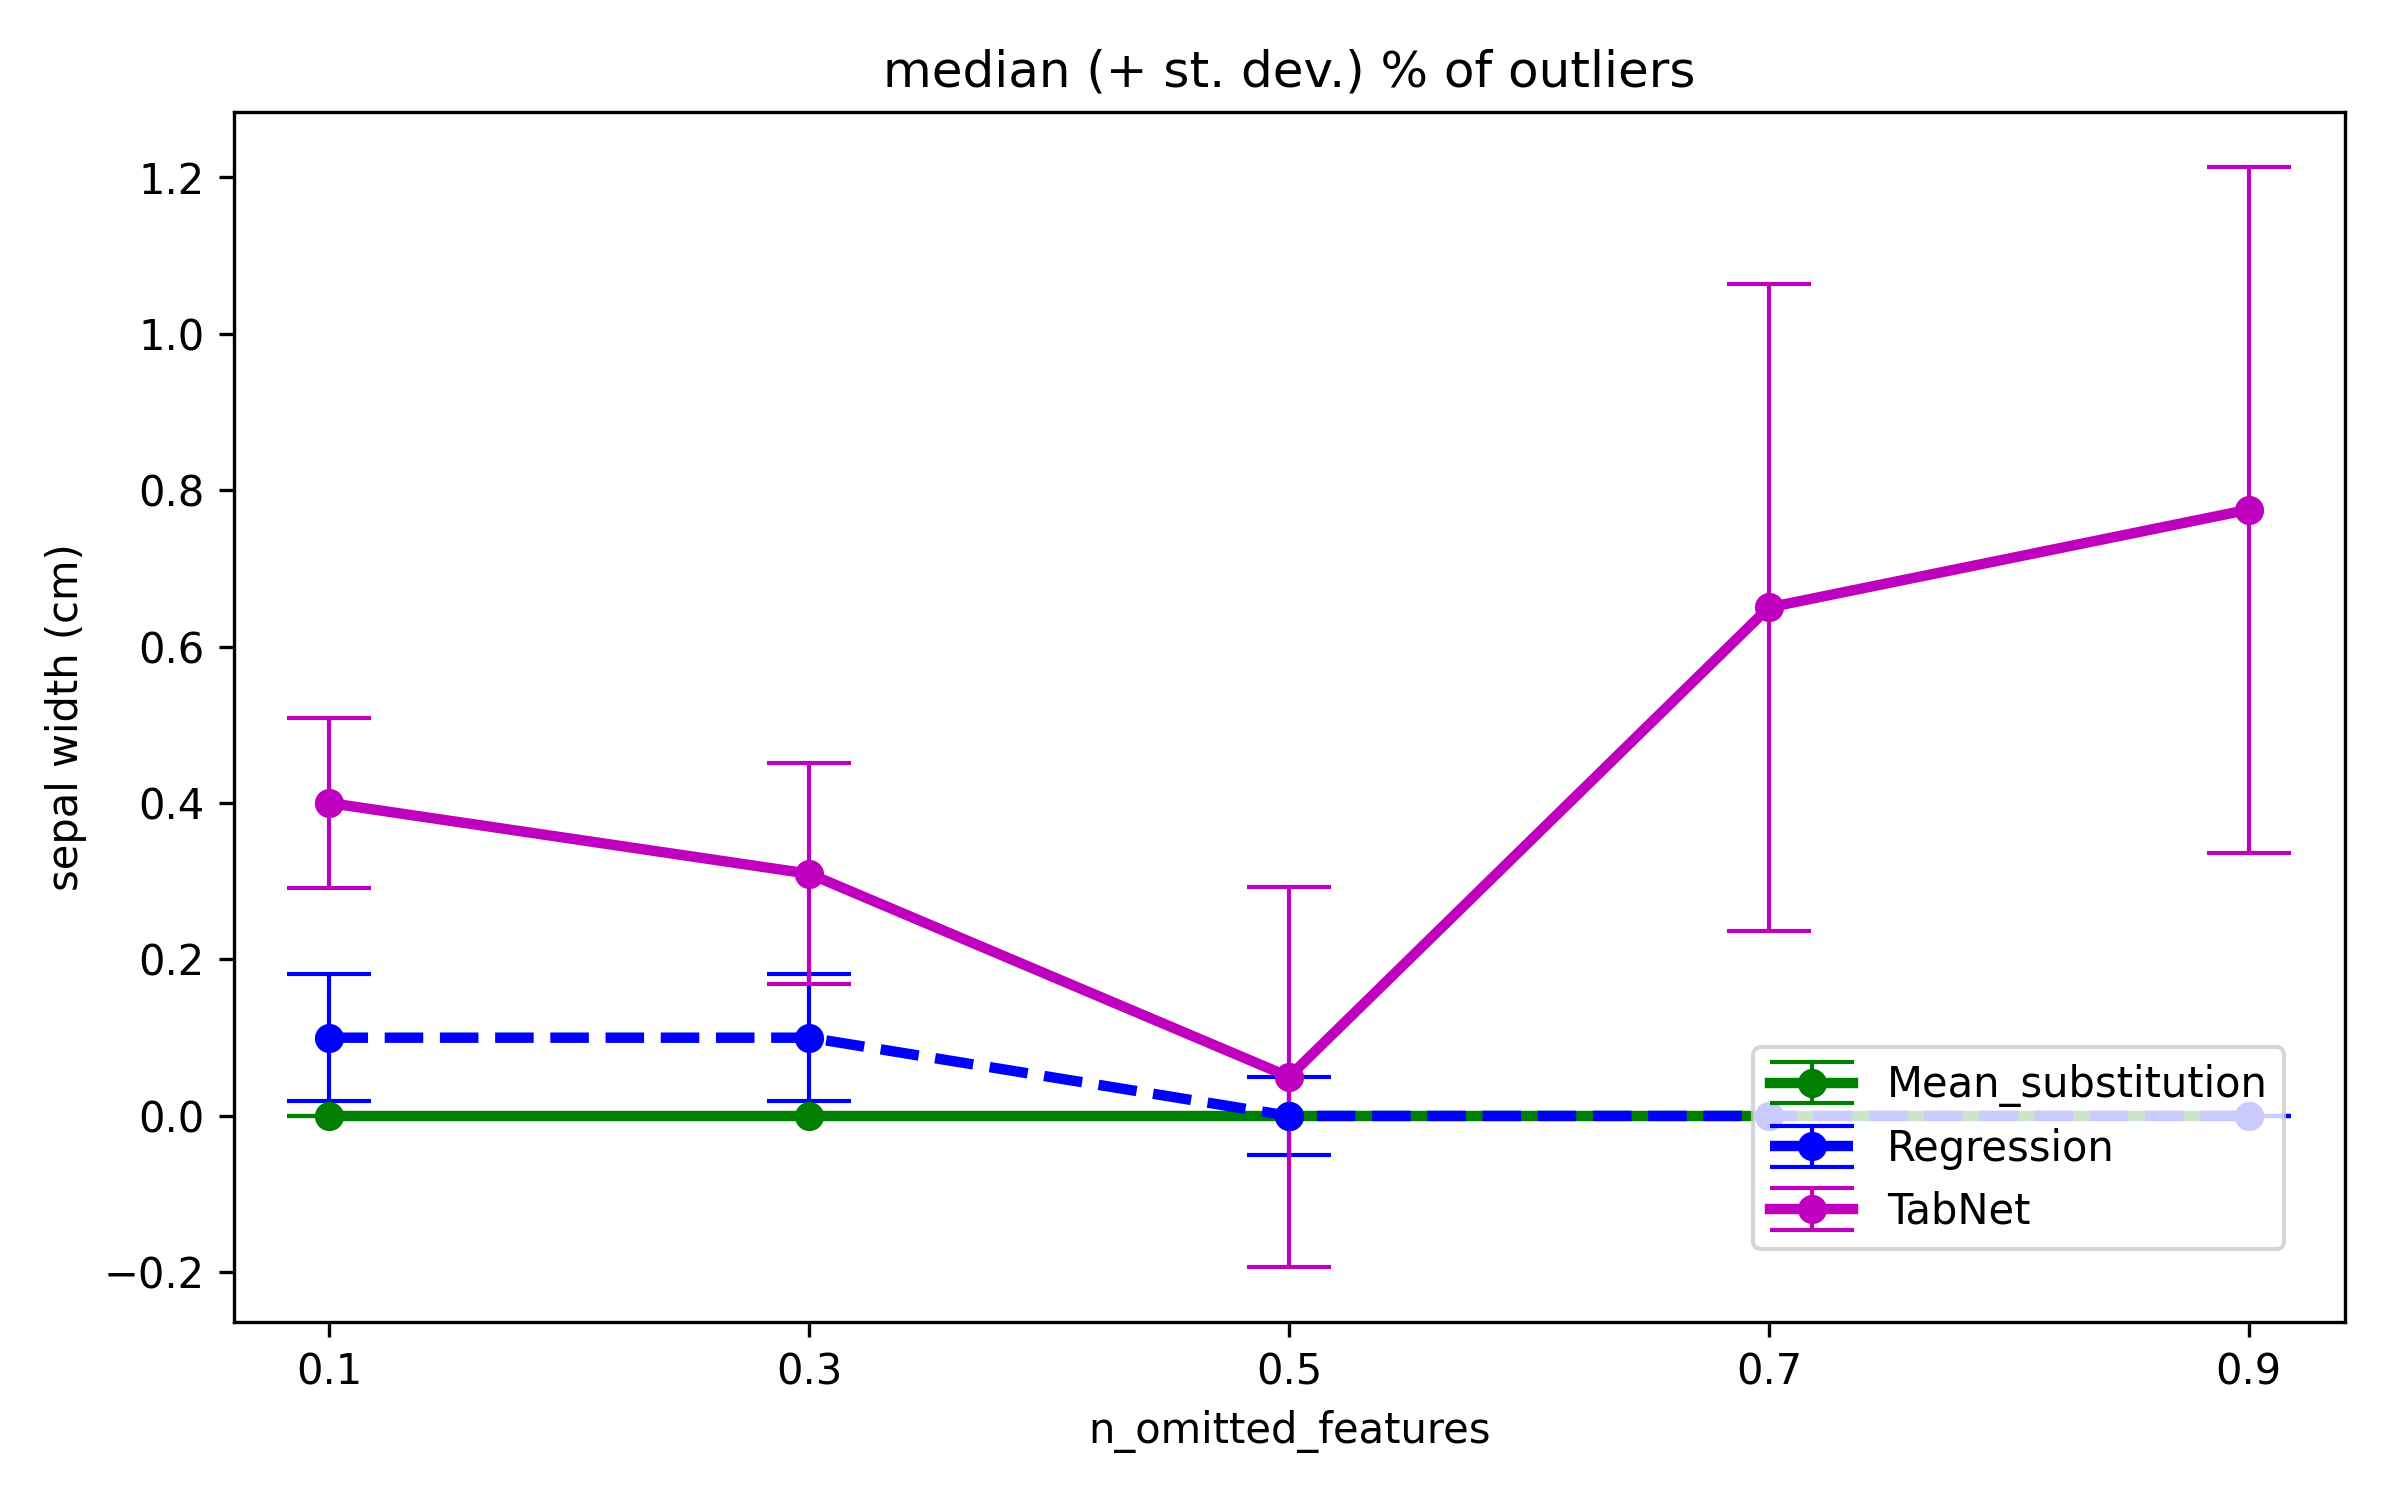 median (+ st. dev.) % of outliers
sepal width (cm)
1.2
1.0
0.8
0.6
0.4
0.2
0.0
−0.2
Mean_substitution
Regression
TabNet
0.1 0.3 0.5 0.7 0.9
n_omitted_features